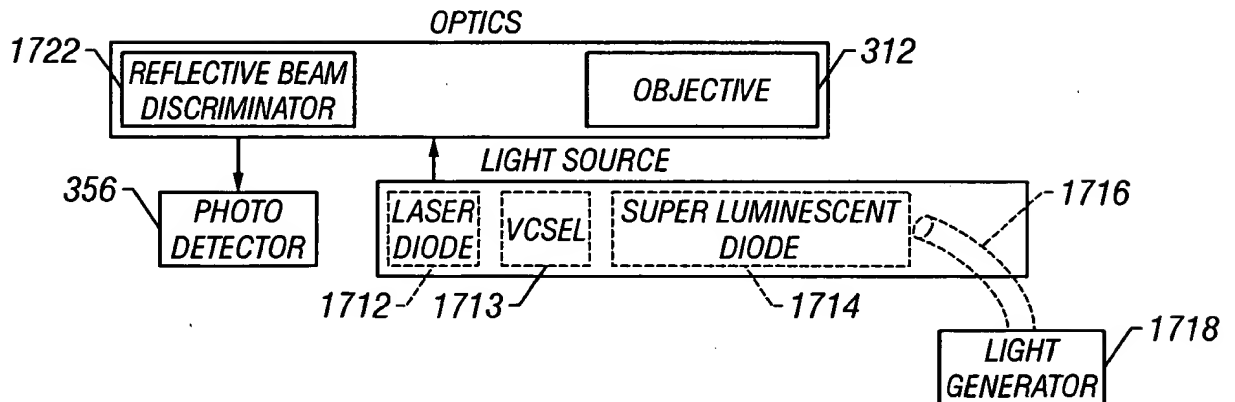 OPTICS
1722
REFLECTIVE BEAM
DISCRIMINATOR
OBJECTIVE
312
LIGHT SOURCE
356
PHOTO
DETECTOR
LASER
DIODE
VCSEL
SUPER LUMINESCENT
DIODE
1716
1712
1713
1714
LIGHT
GENERATOR
1718